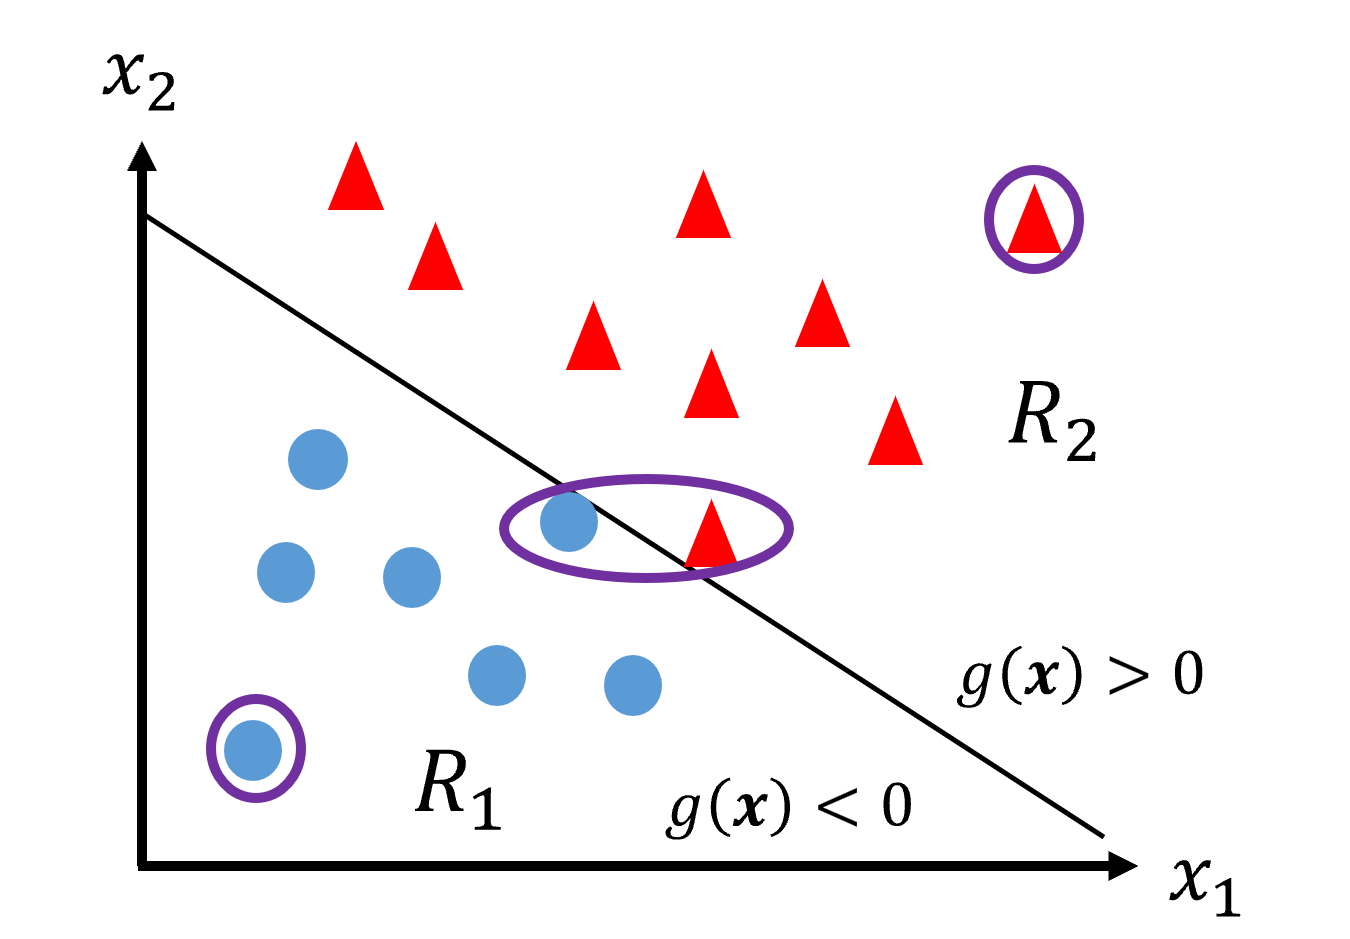 x₂
R₂
g(x) > 0
R₁
g(x) < 0
x₁